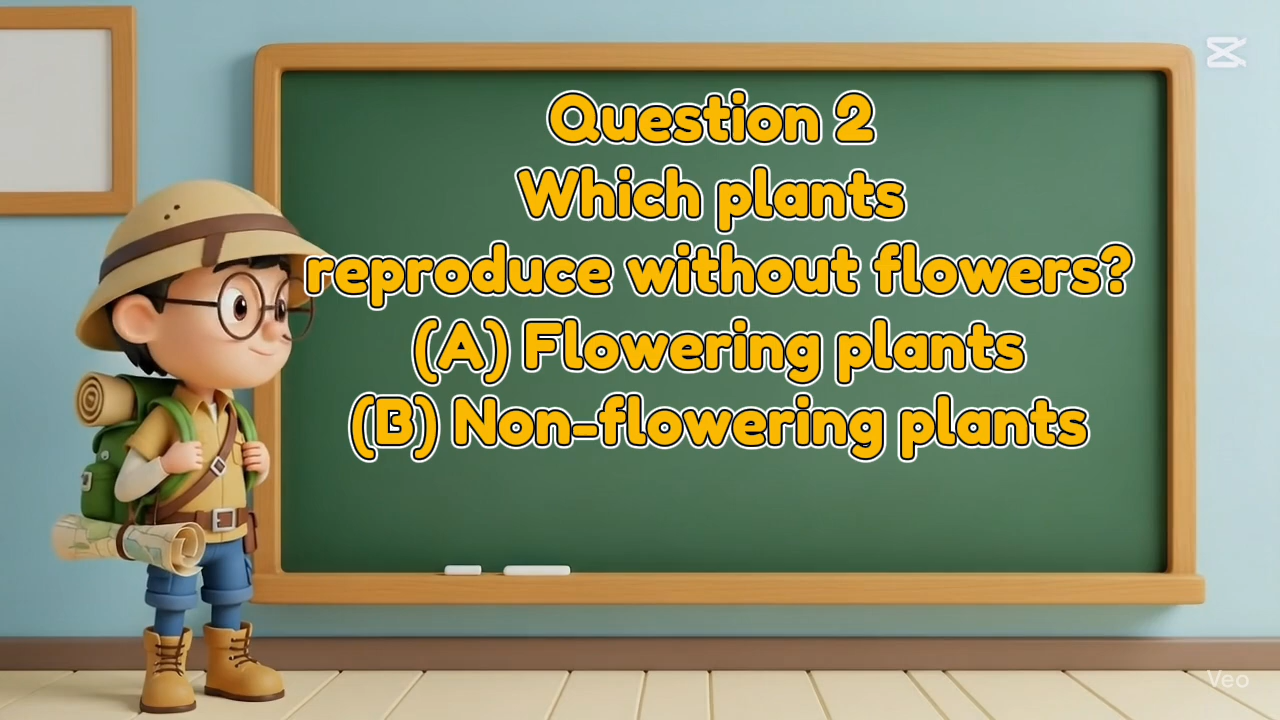 Question 2
Which plants
reproduce without flowers?
(A) Flowering plants
(B) Non-flowering plants
Veo